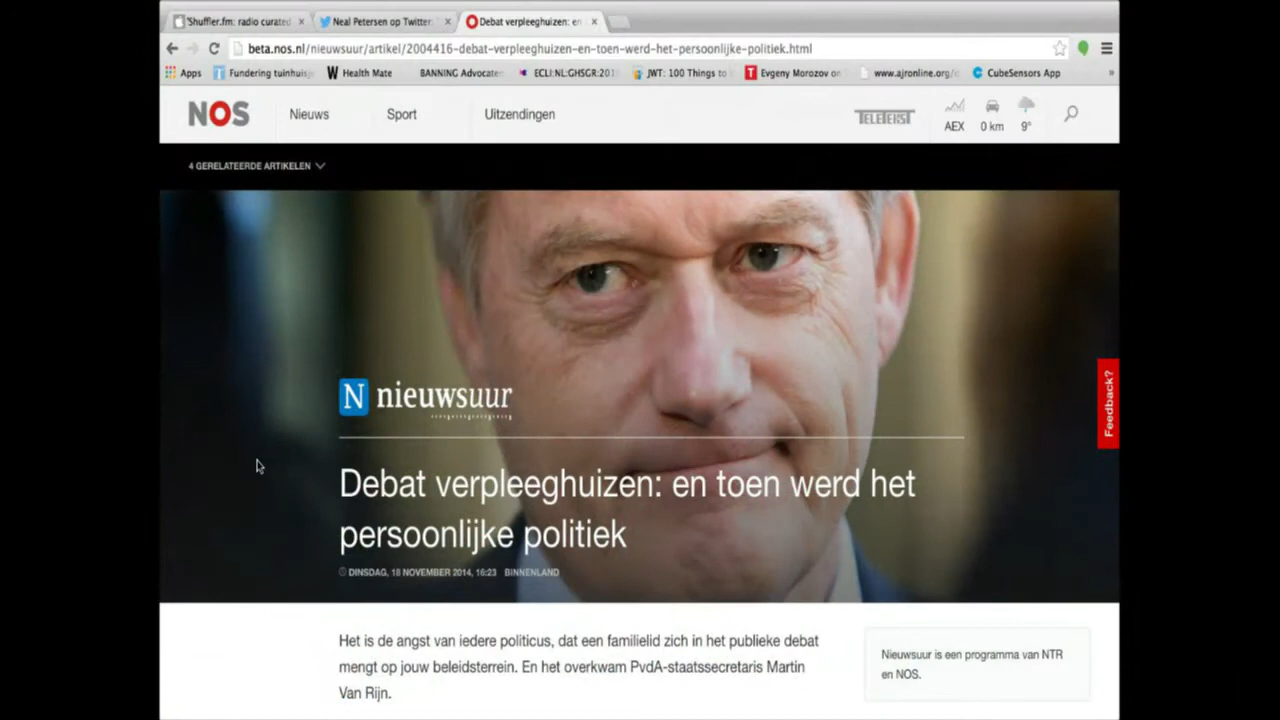 'Shuffler.fm: radio curated
Neal Petersen op Twitter:
Debat verpleeghuizen: en
beta.nos.nl/nieuwsuur/artikel/2004416-debat-verpleeghuizen-en-toen-werd-het-persoonlijke-politiek.html
Apps Fundering tuinhuis Health Mate BANNING Advocate ECLI:NL:GHSGR:20 JWT: 100 Things to Evgeny Morozov on www.ajronline.org/ CubeSensors App »
NOS Nieuws Sport Uitzendingen TELETEKST
AEX 0 km 9°
4 GERELATEERDE ARTIKELEN
Feedback?
N nieuwsuur
Debat verpleeghuizen: en toen werd het
persoonlijke politiek
DINSDAG, 18 NOVEMBER 2014, 16:23 BINNENLAND
Het is de angst van iedere politicus, dat een familielid zich in het publieke debat
mengt op jouw beleidsterrein. En het overkwam PvdA-staatssecretaris Martin
Van Rijn.
Nieuwsuur is een programma van NTR
en NOS.